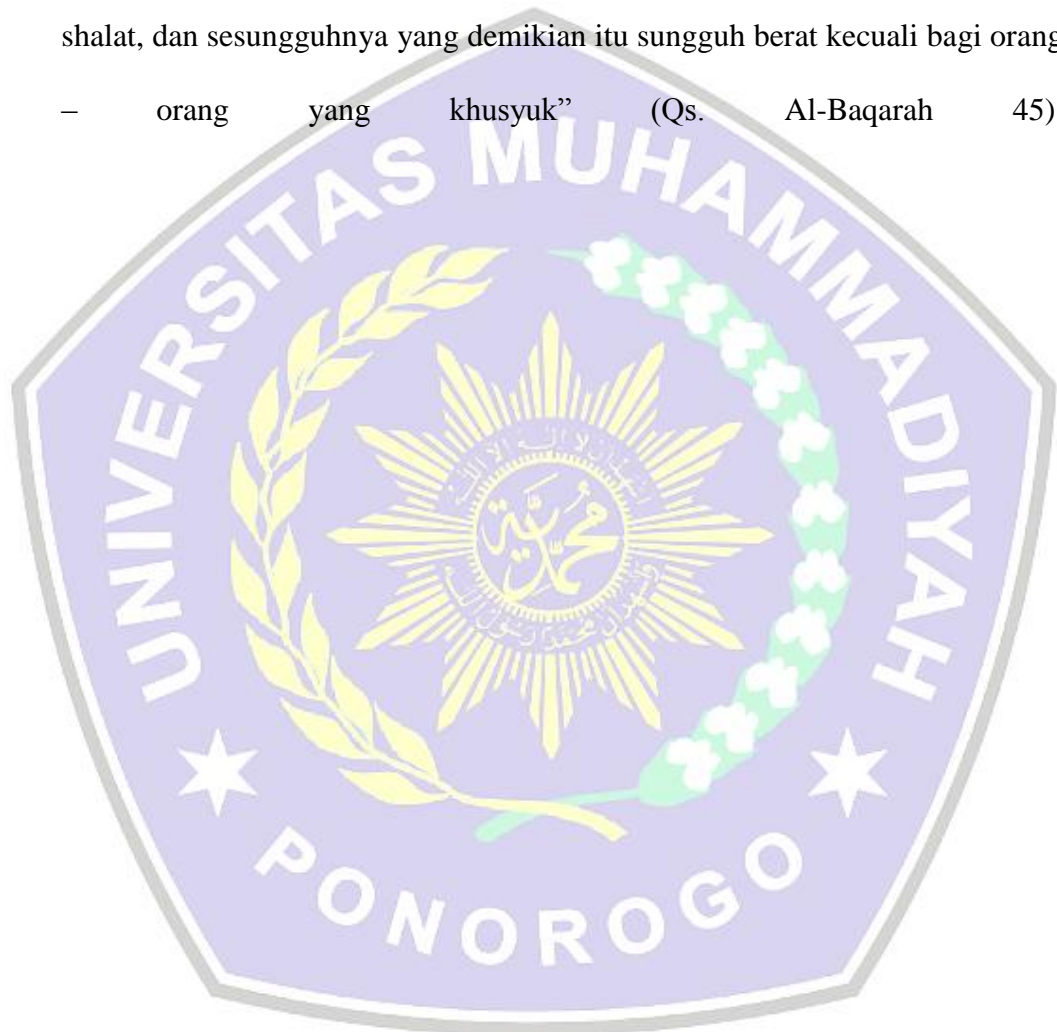 shalat, dan sesungguhnya yang demikian itu sungguh berat kecuali bagi orang
– orang yang khusyuk” (Qs. Al-Baqarah 45)
UNIVERSITAS MUHAMMADIYAH
محمدية
PONOROGO